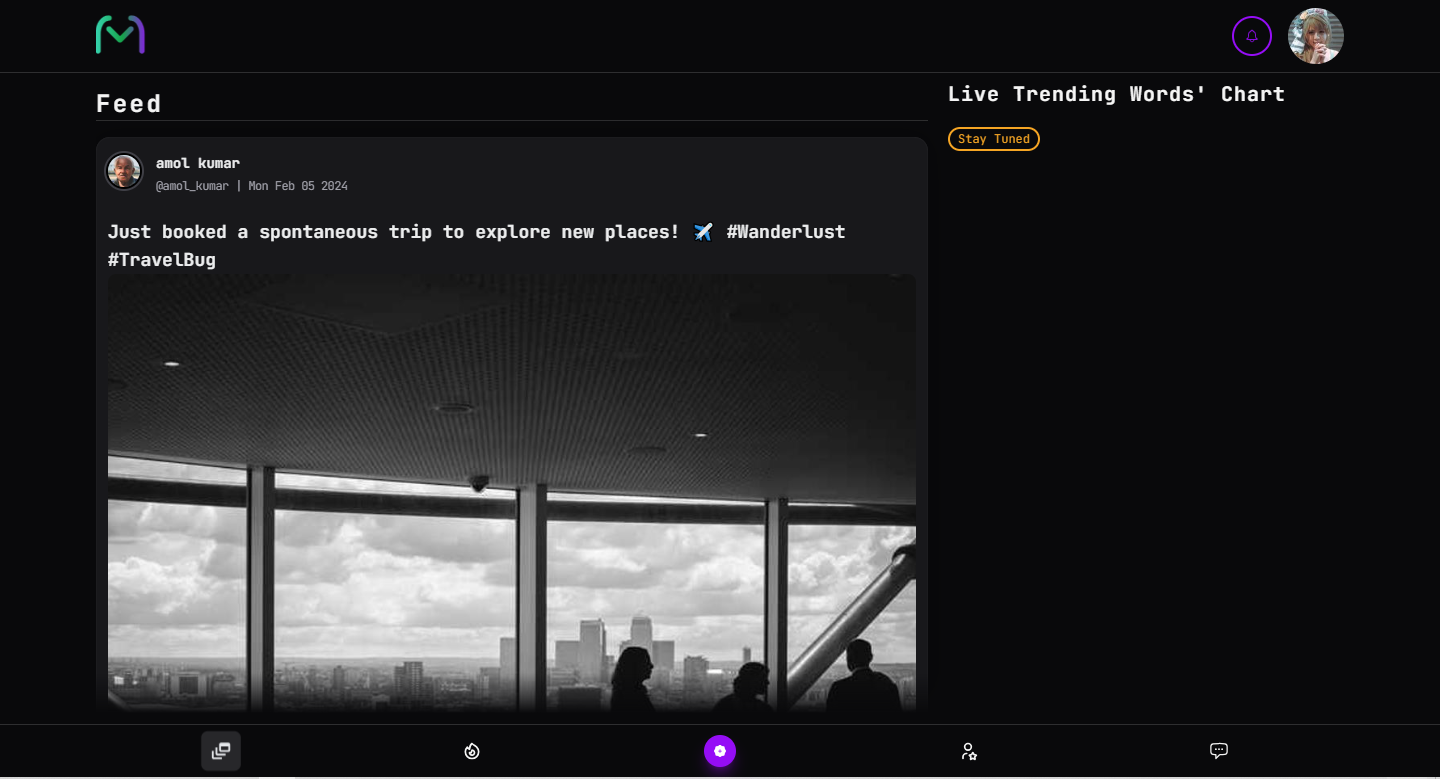 Feed
amol kumar
@amol_kumar | Mon Feb 05 2024
Just booked a spontaneous trip to explore new places! ✈️ #Wanderlust
#TravelBug
Live Trending Words' Chart
Stay Tuned